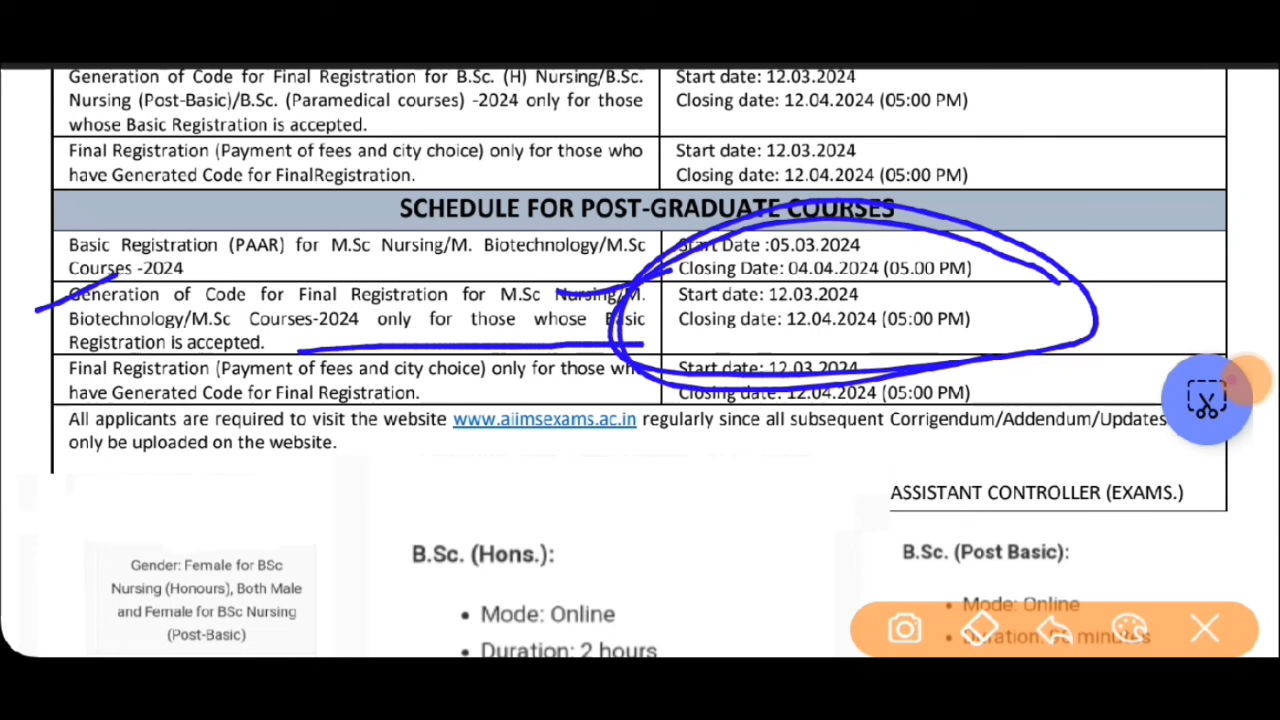 Generation of Code for Final Registration for B.Sc. (H) Nursing/B.Sc.
Nursing (Post-Basic)/B.Sc. (Paramedical courses) -2024 only for those
whose Basic Registration is accepted.
Start date: 12.03.2024
Closing date: 12.04.2024 (05:00 PM)
Final Registration (Payment of fees and city choice) only for those who
have Generated Code for FinalRegistration.
Start date: 12.03.2024
Closing date: 12.04.2024 (05:00 PM)
SCHEDULE FOR POST-GRADUATE COURSES
Basic Registration (PAAR) for M.Sc Nursing/M. Biotechnology/M.Sc
Courses -2024
Start Date :05.03.2024
Closing Date: 04.04.2024 (05.00 PM)
Generation of Code for Final Registration for M.Sc Nursing/M.
Biotechnology/M.Sc Courses-2024 only for those whose Basic
Registration is accepted.
Start date: 12.03.2024
Closing date: 12.04.2024 (05:00 PM)
Final Registration (Payment of fees and city choice) only for those who
have Generated Code for Final Registration.
Start date: 12.03.2024
Closing date: 12.04.2024 (05:00 PM)
All applicants are required to visit the website www.aiimsexams.ac.in regularly since all subsequent Corrigendum/Addendum/Updates
only be uploaded on the website.
ASSISTANT CONTROLLER (EXAMS.)
Gender: Female for BSc
Nursing (Honours), Both Male
and Female for BSc Nursing
(Post-Basic)
B.Sc. (Hons.):
• Mode: Online
• Duration: 2 hours
B.Sc. (Post Basic):
• Mode: Online
• Duration: minutes